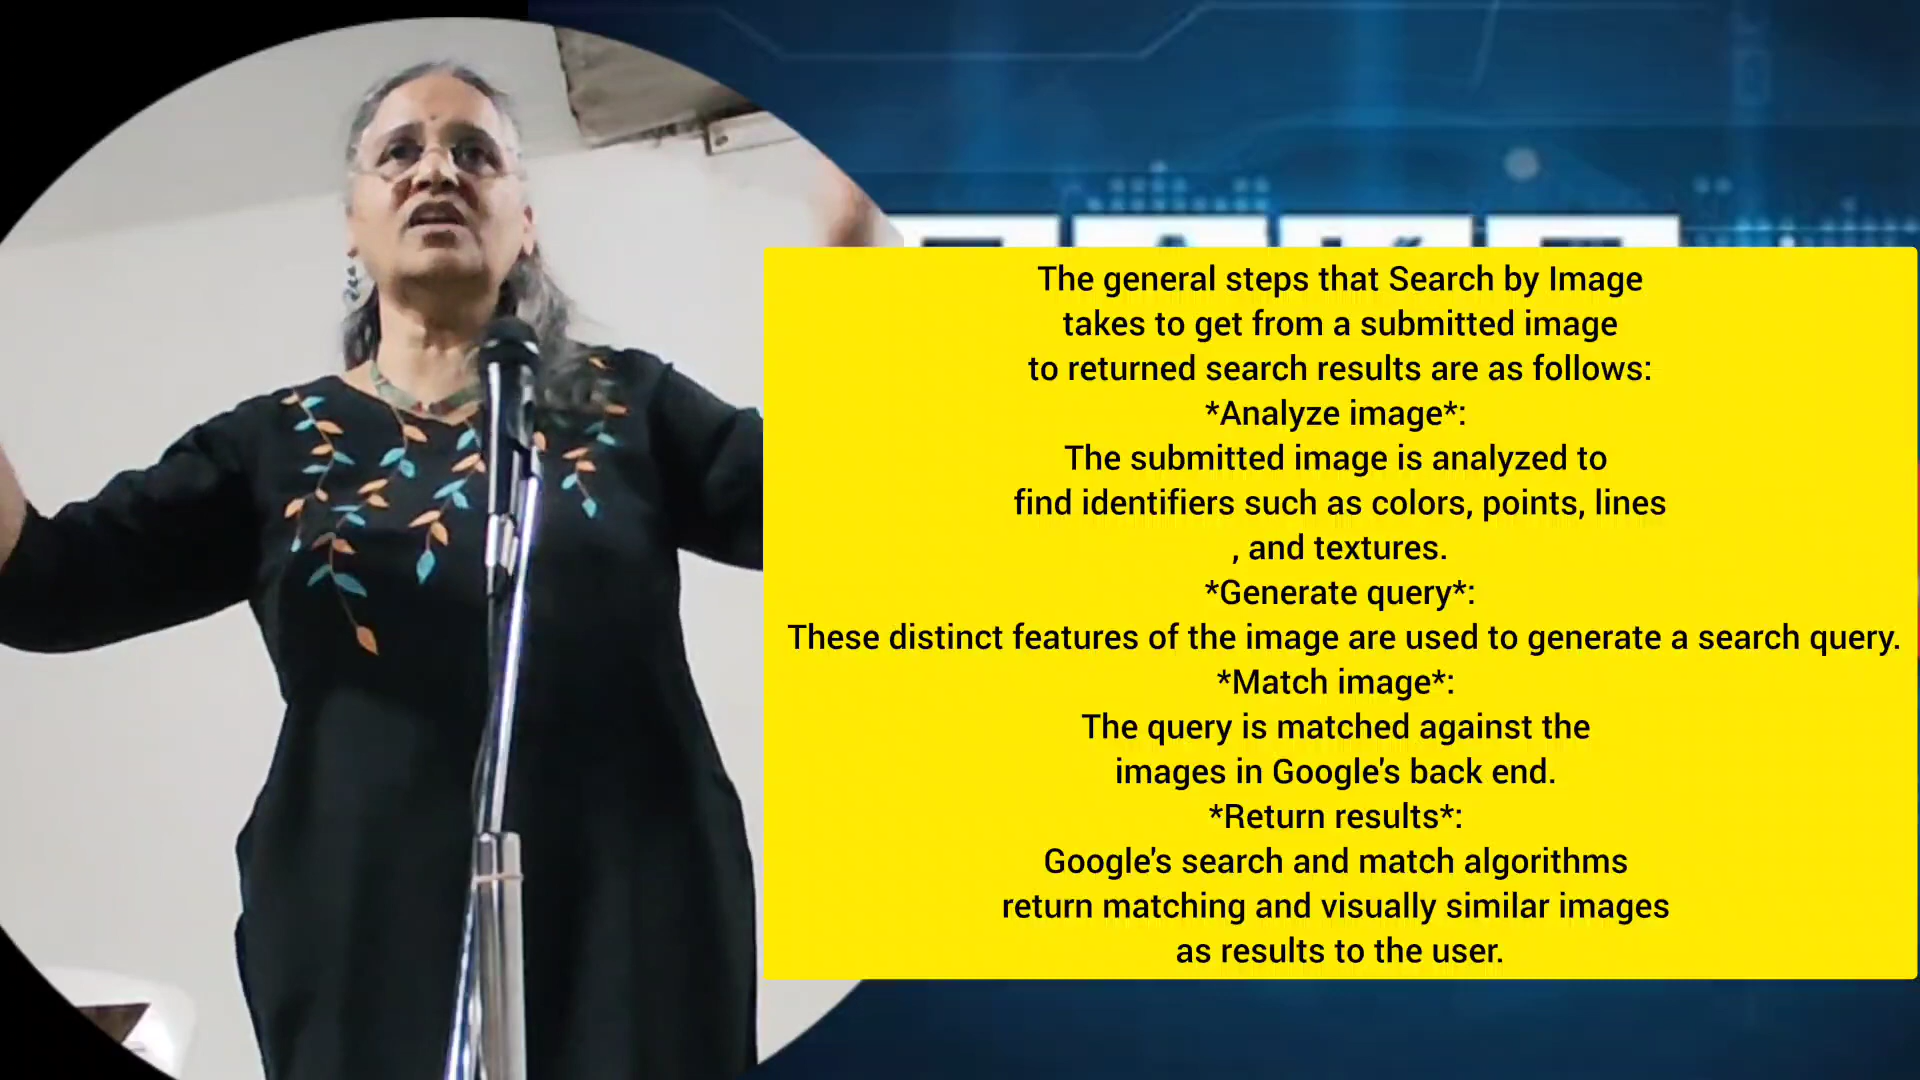 The general steps that Search by Image
takes to get from a submitted image
to returned search results are as follows:
*Analyze image*:
The submitted image is analyzed to
find identifiers such as colors, points, lines
, and textures.
*Generate query*:
These distinct features of the image are used to generate a search query.
*Match image*:
The query is matched against the
images in Google's back end.
*Return results*:
Google's search and match algorithms
return matching and visually similar images
as results to the user.